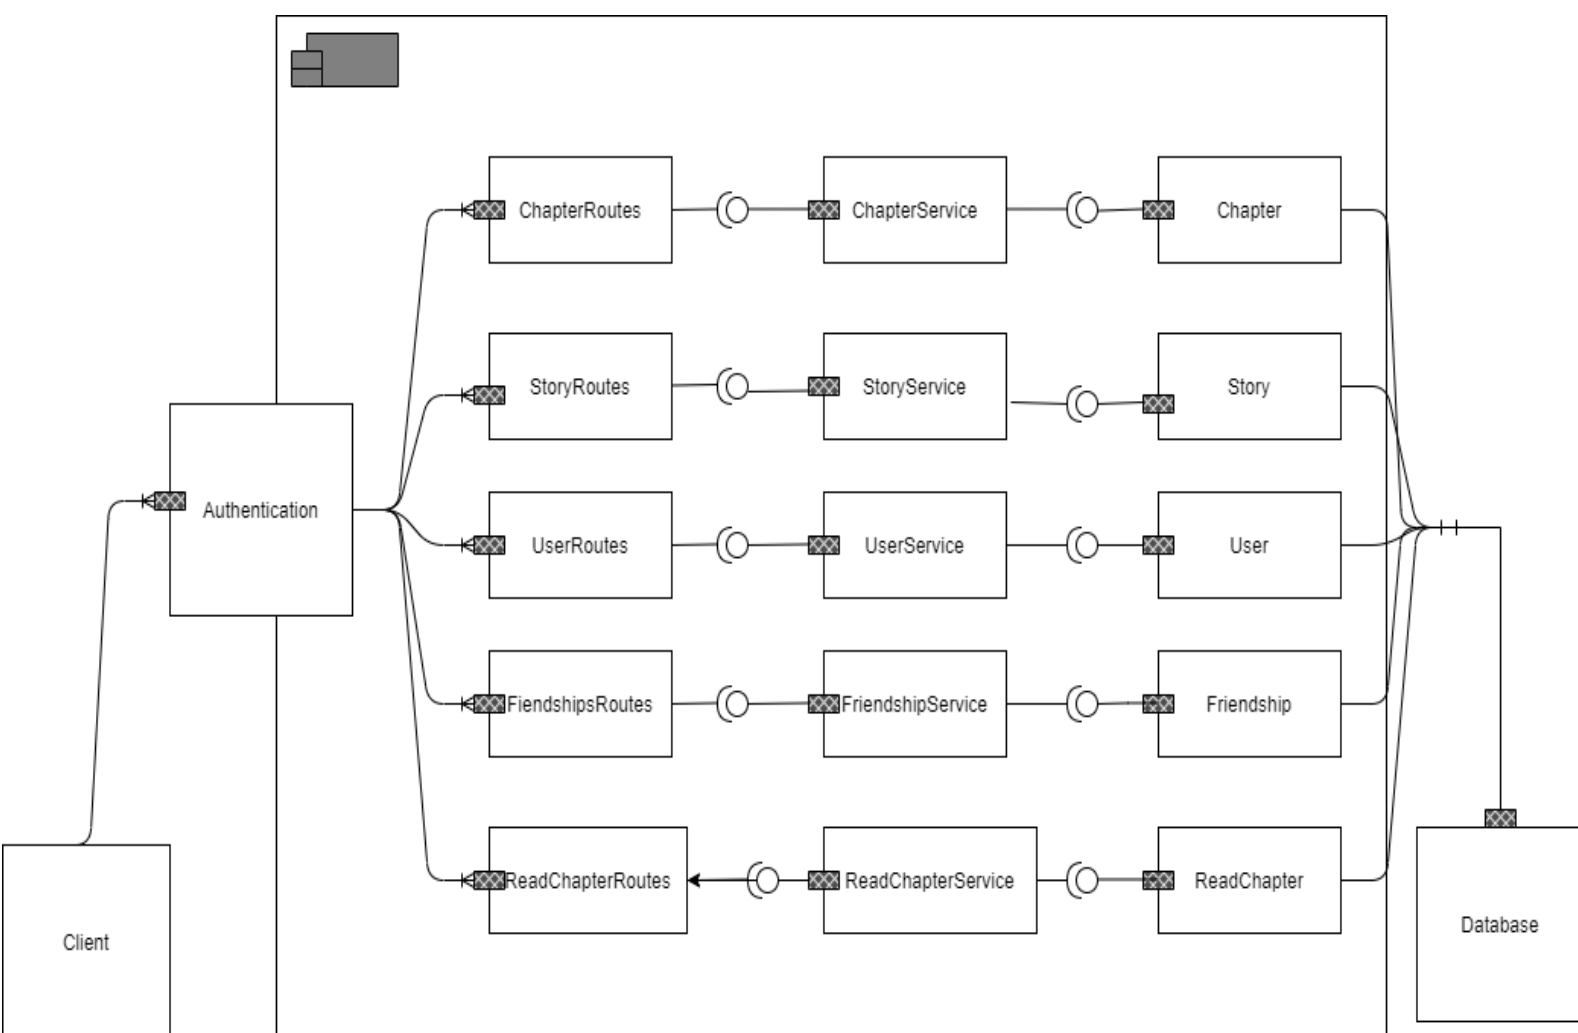 ChapterRoutes
ChapterService
Chapter
StoryRoutes
StoryService
Story
Authentication
UserRoutes
UserService
User
FiendshipsRoutes
FriendshipService
Friendship
ReadChapterRoutes
ReadChapterService
ReadChapter
Client
Database